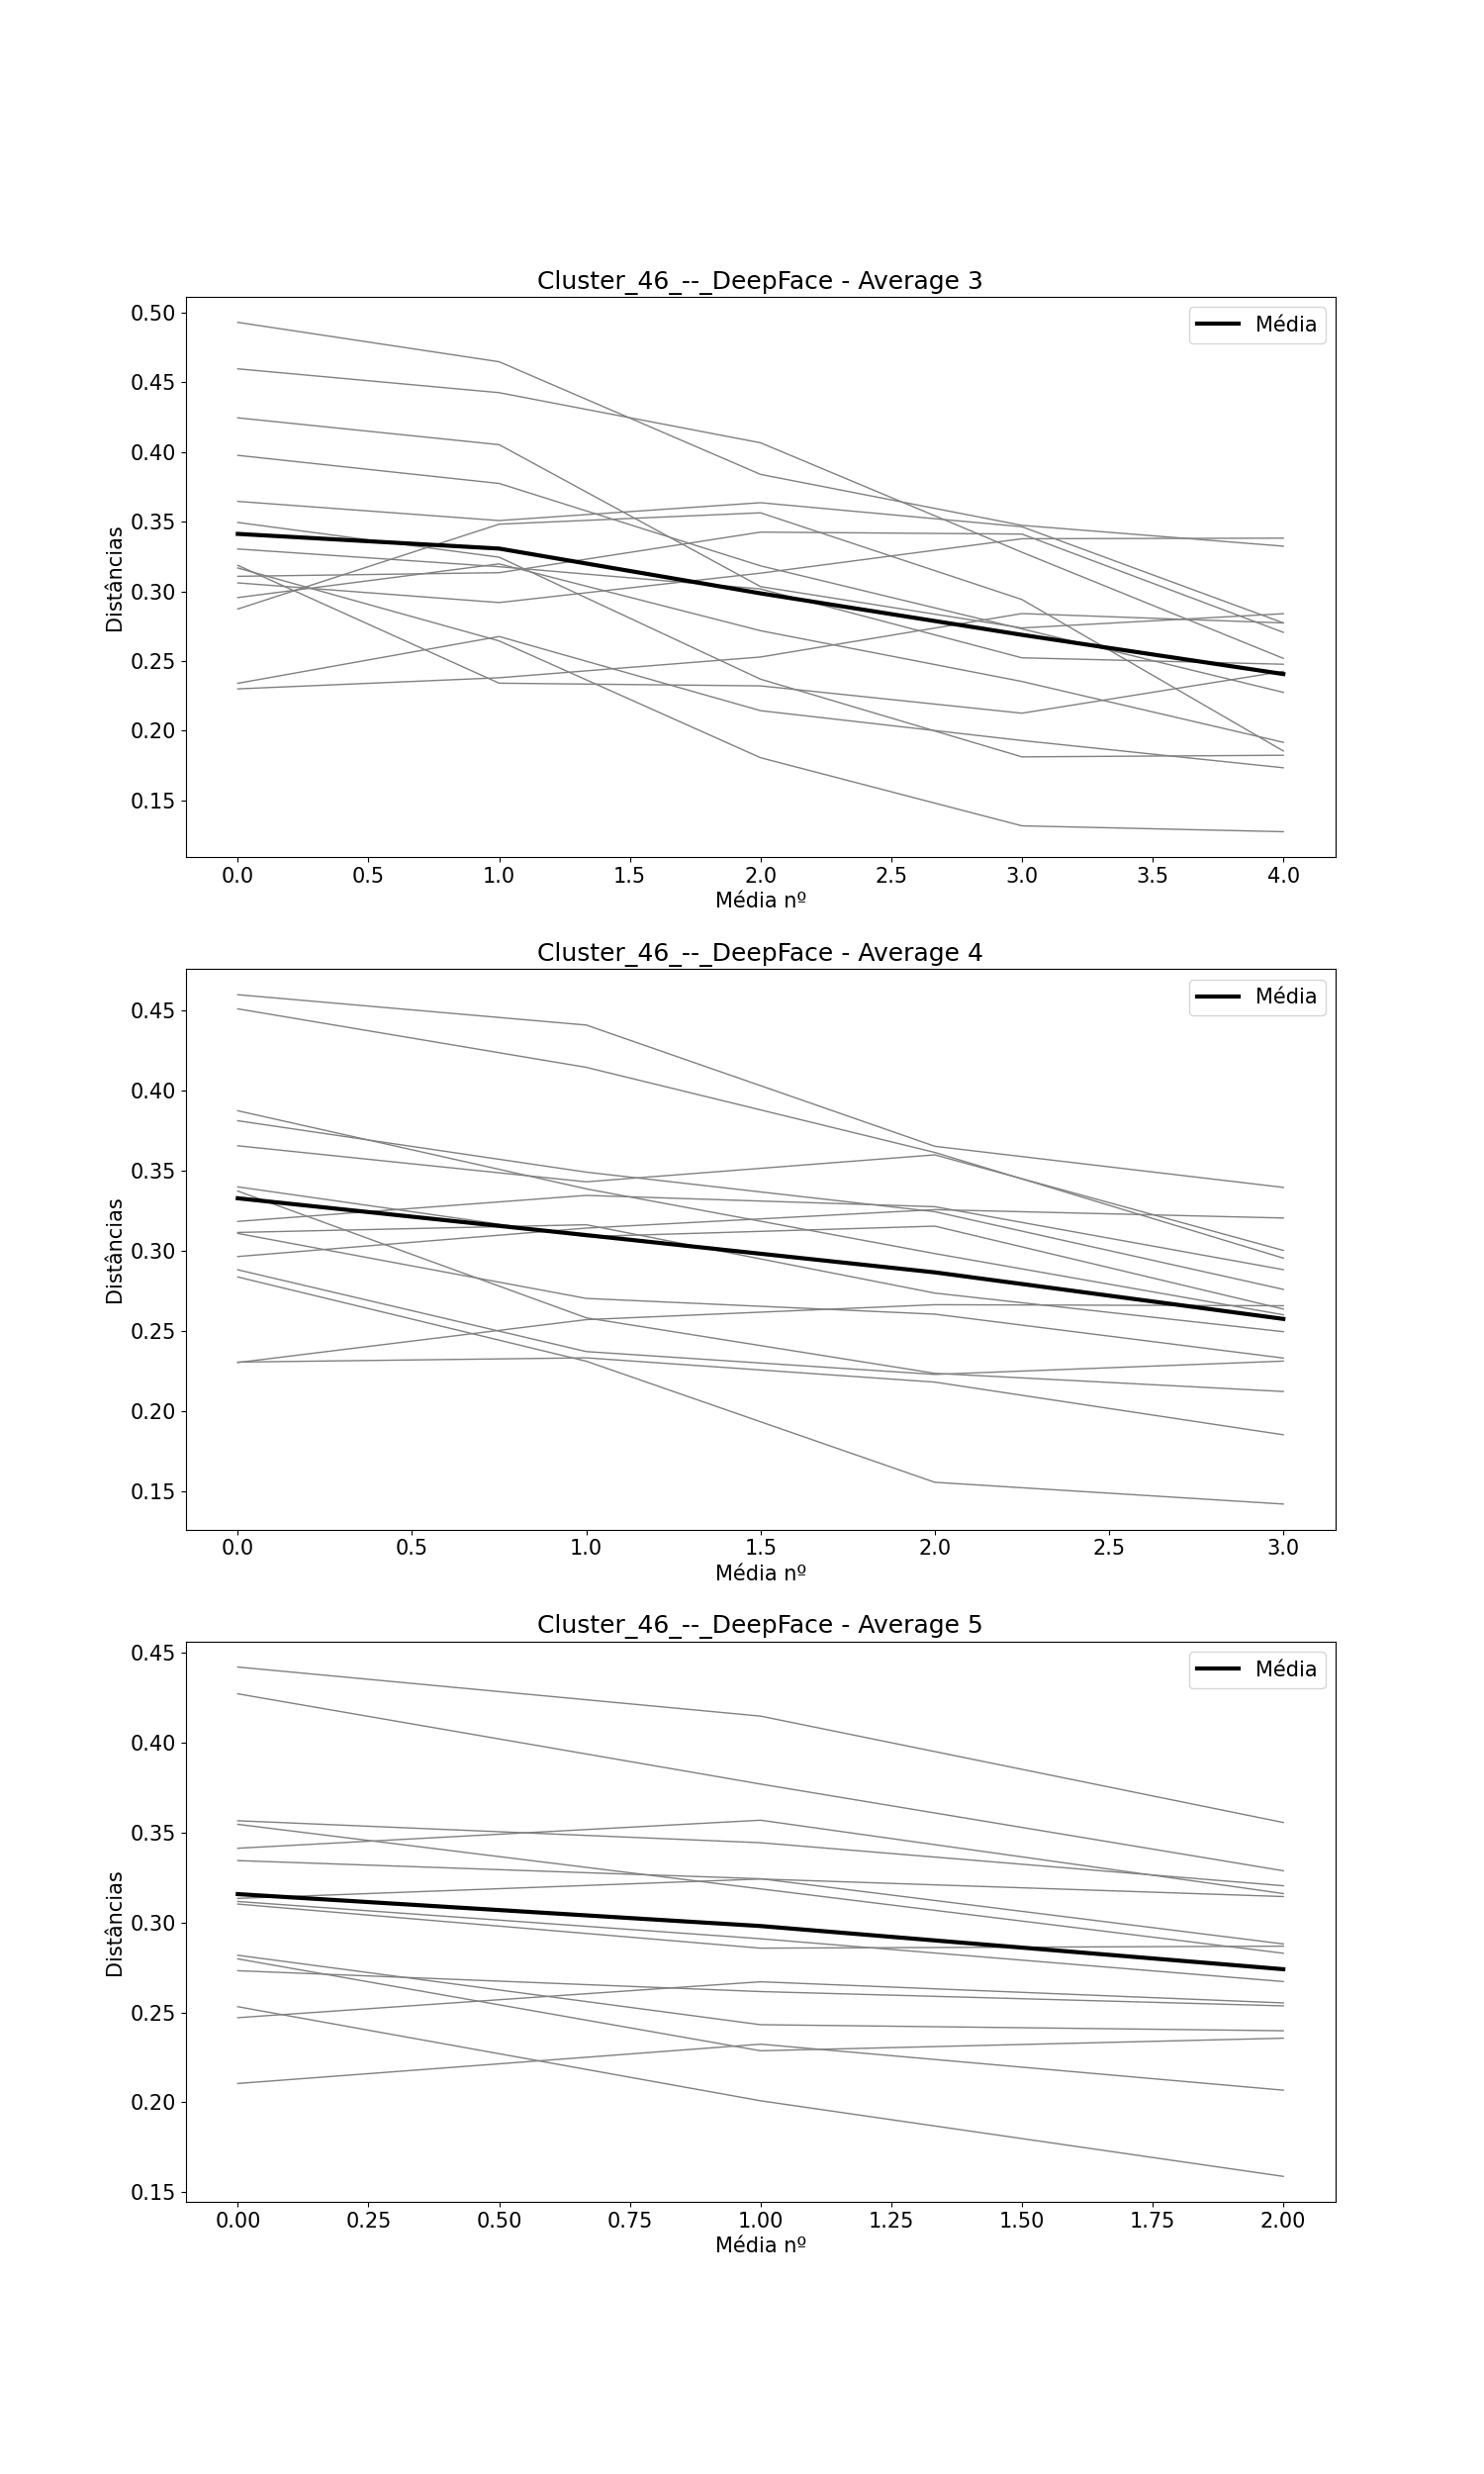 Cluster_46_--_DeepFace - Average 3
Média
Distâncias
0.50
0.45
0.40
0.35
0.30
0.25
0.20
0.15
0.0 0.5 1.0 1.5 2.0 2.5 3.0 3.5 4.0
Média nº
Cluster_46_--_DeepFace - Average 4
Média
Distâncias
0.45
0.40
0.35
0.30
0.25
0.20
0.15
0.0 0.5 1.0 1.5 2.0 2.5 3.0
Média nº
Cluster_46_--_DeepFace - Average 5
Média
Distâncias
0.45
0.40
0.35
0.30
0.25
0.20
0.15
0.00 0.25 0.50 0.75 1.00 1.25 1.50 1.75 2.00
Média nº